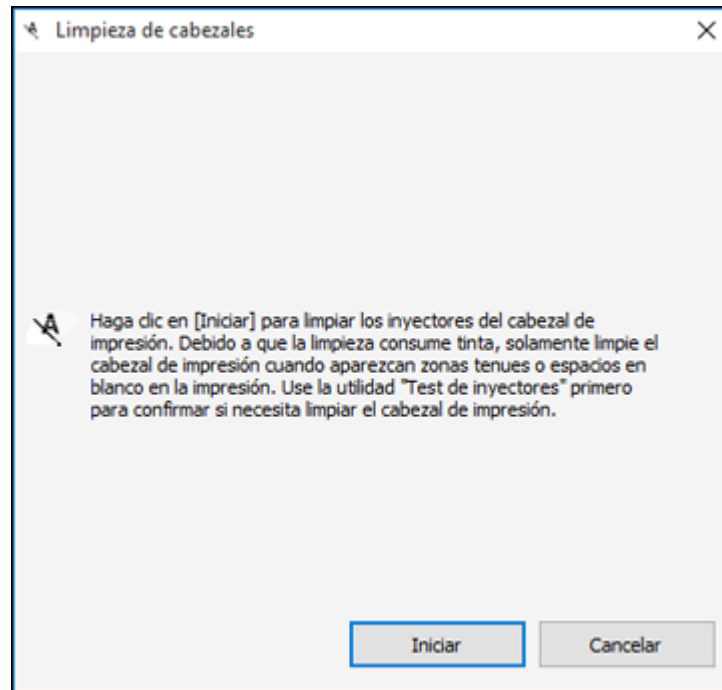 Limpieza de cabezales
Haga clic en [Iniciar] para limpiar los inyectores del cabezal de
impresión. Debido a que la limpieza consume tinta, solamente limpie el
cabezal de impresión cuando aparezcan zonas tenues o espacios en
blanco en la impresión. Use la utilidad "Test de inyectores" primero
para confirmar si necesita limpiar el cabezal de impresión.
Iniciar
Cancelar